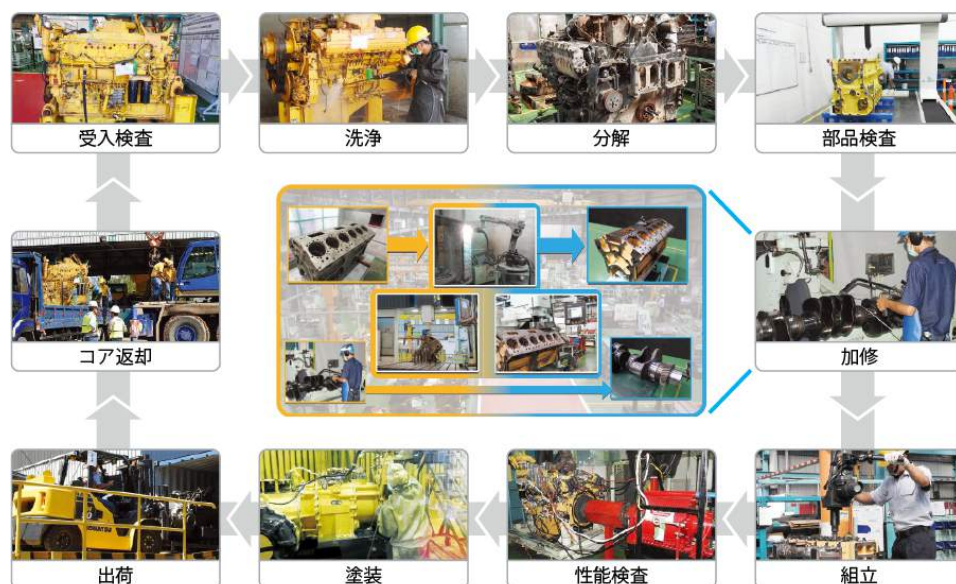 受入検査
洗浄
分解
部品検査
コア返却
加修
出荷
塗装
性能検査
組立
KOMATSU